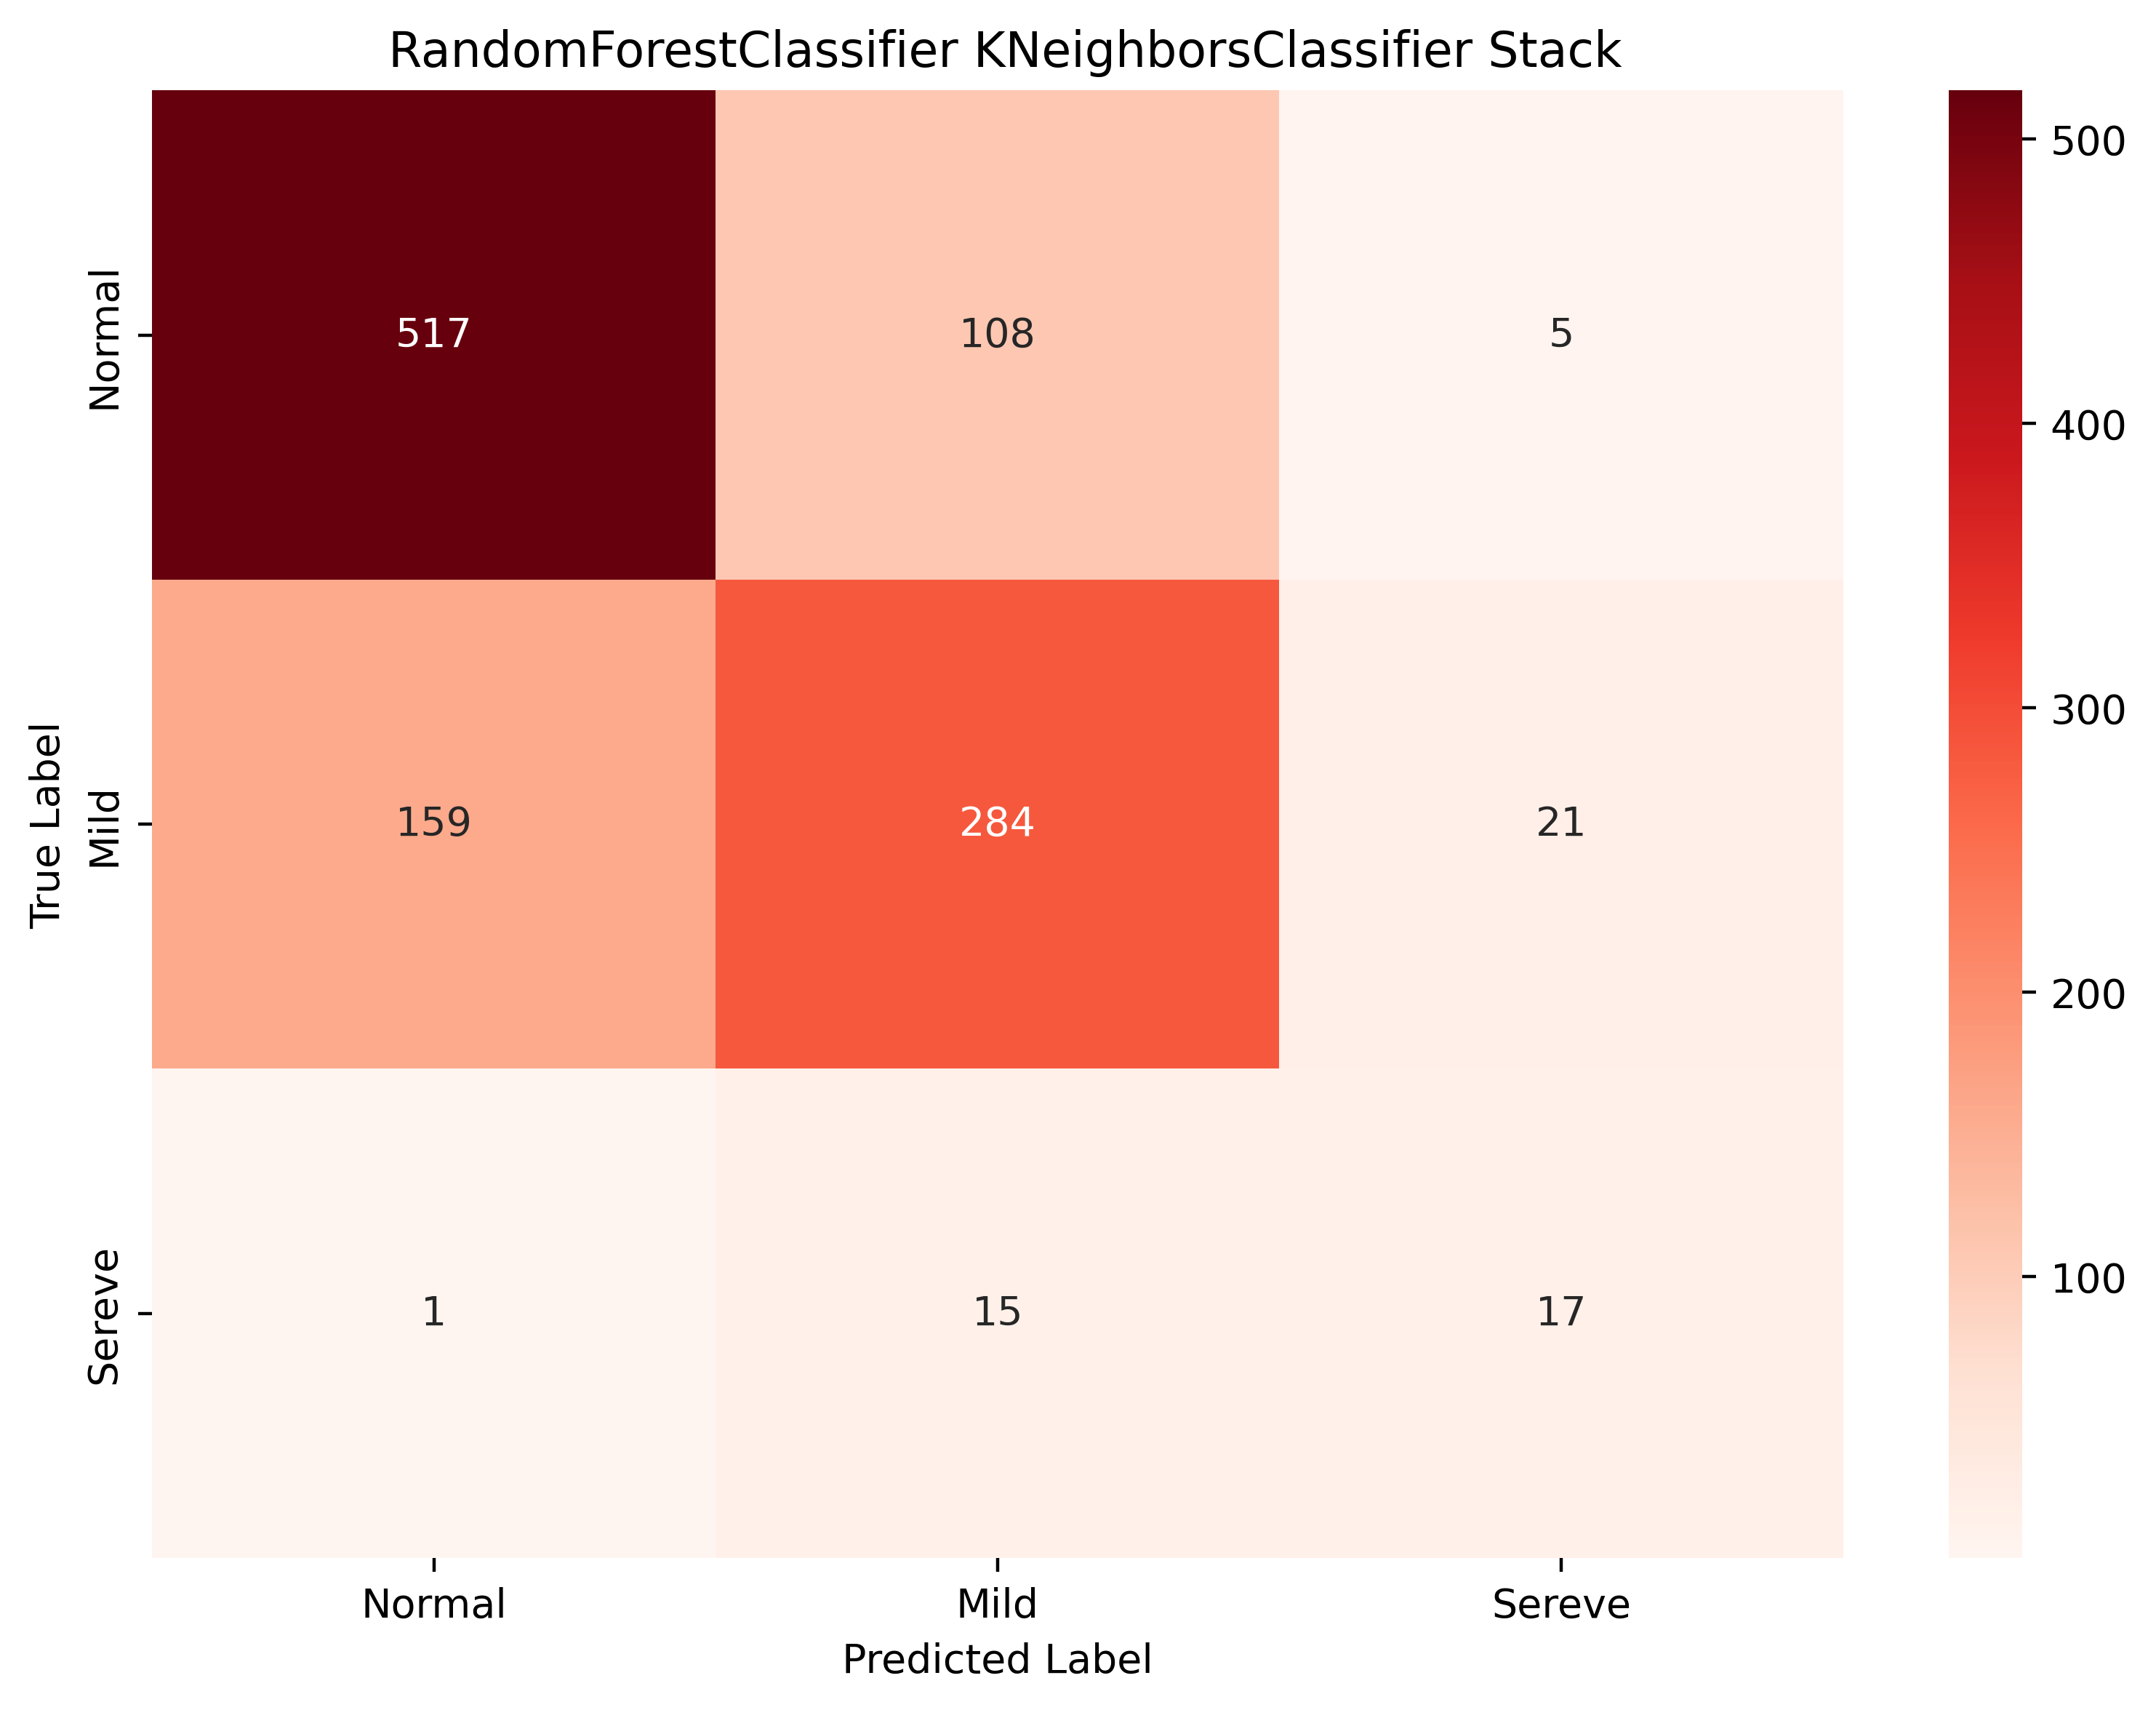 RandomForestClassifier KNeighborsClassifier Stack
True Label
Normal
517 108 5
Mild
159 284 21
Sereve
1 15 17
Normal Mild Sereve
Predicted Label
500
400
300
200
100